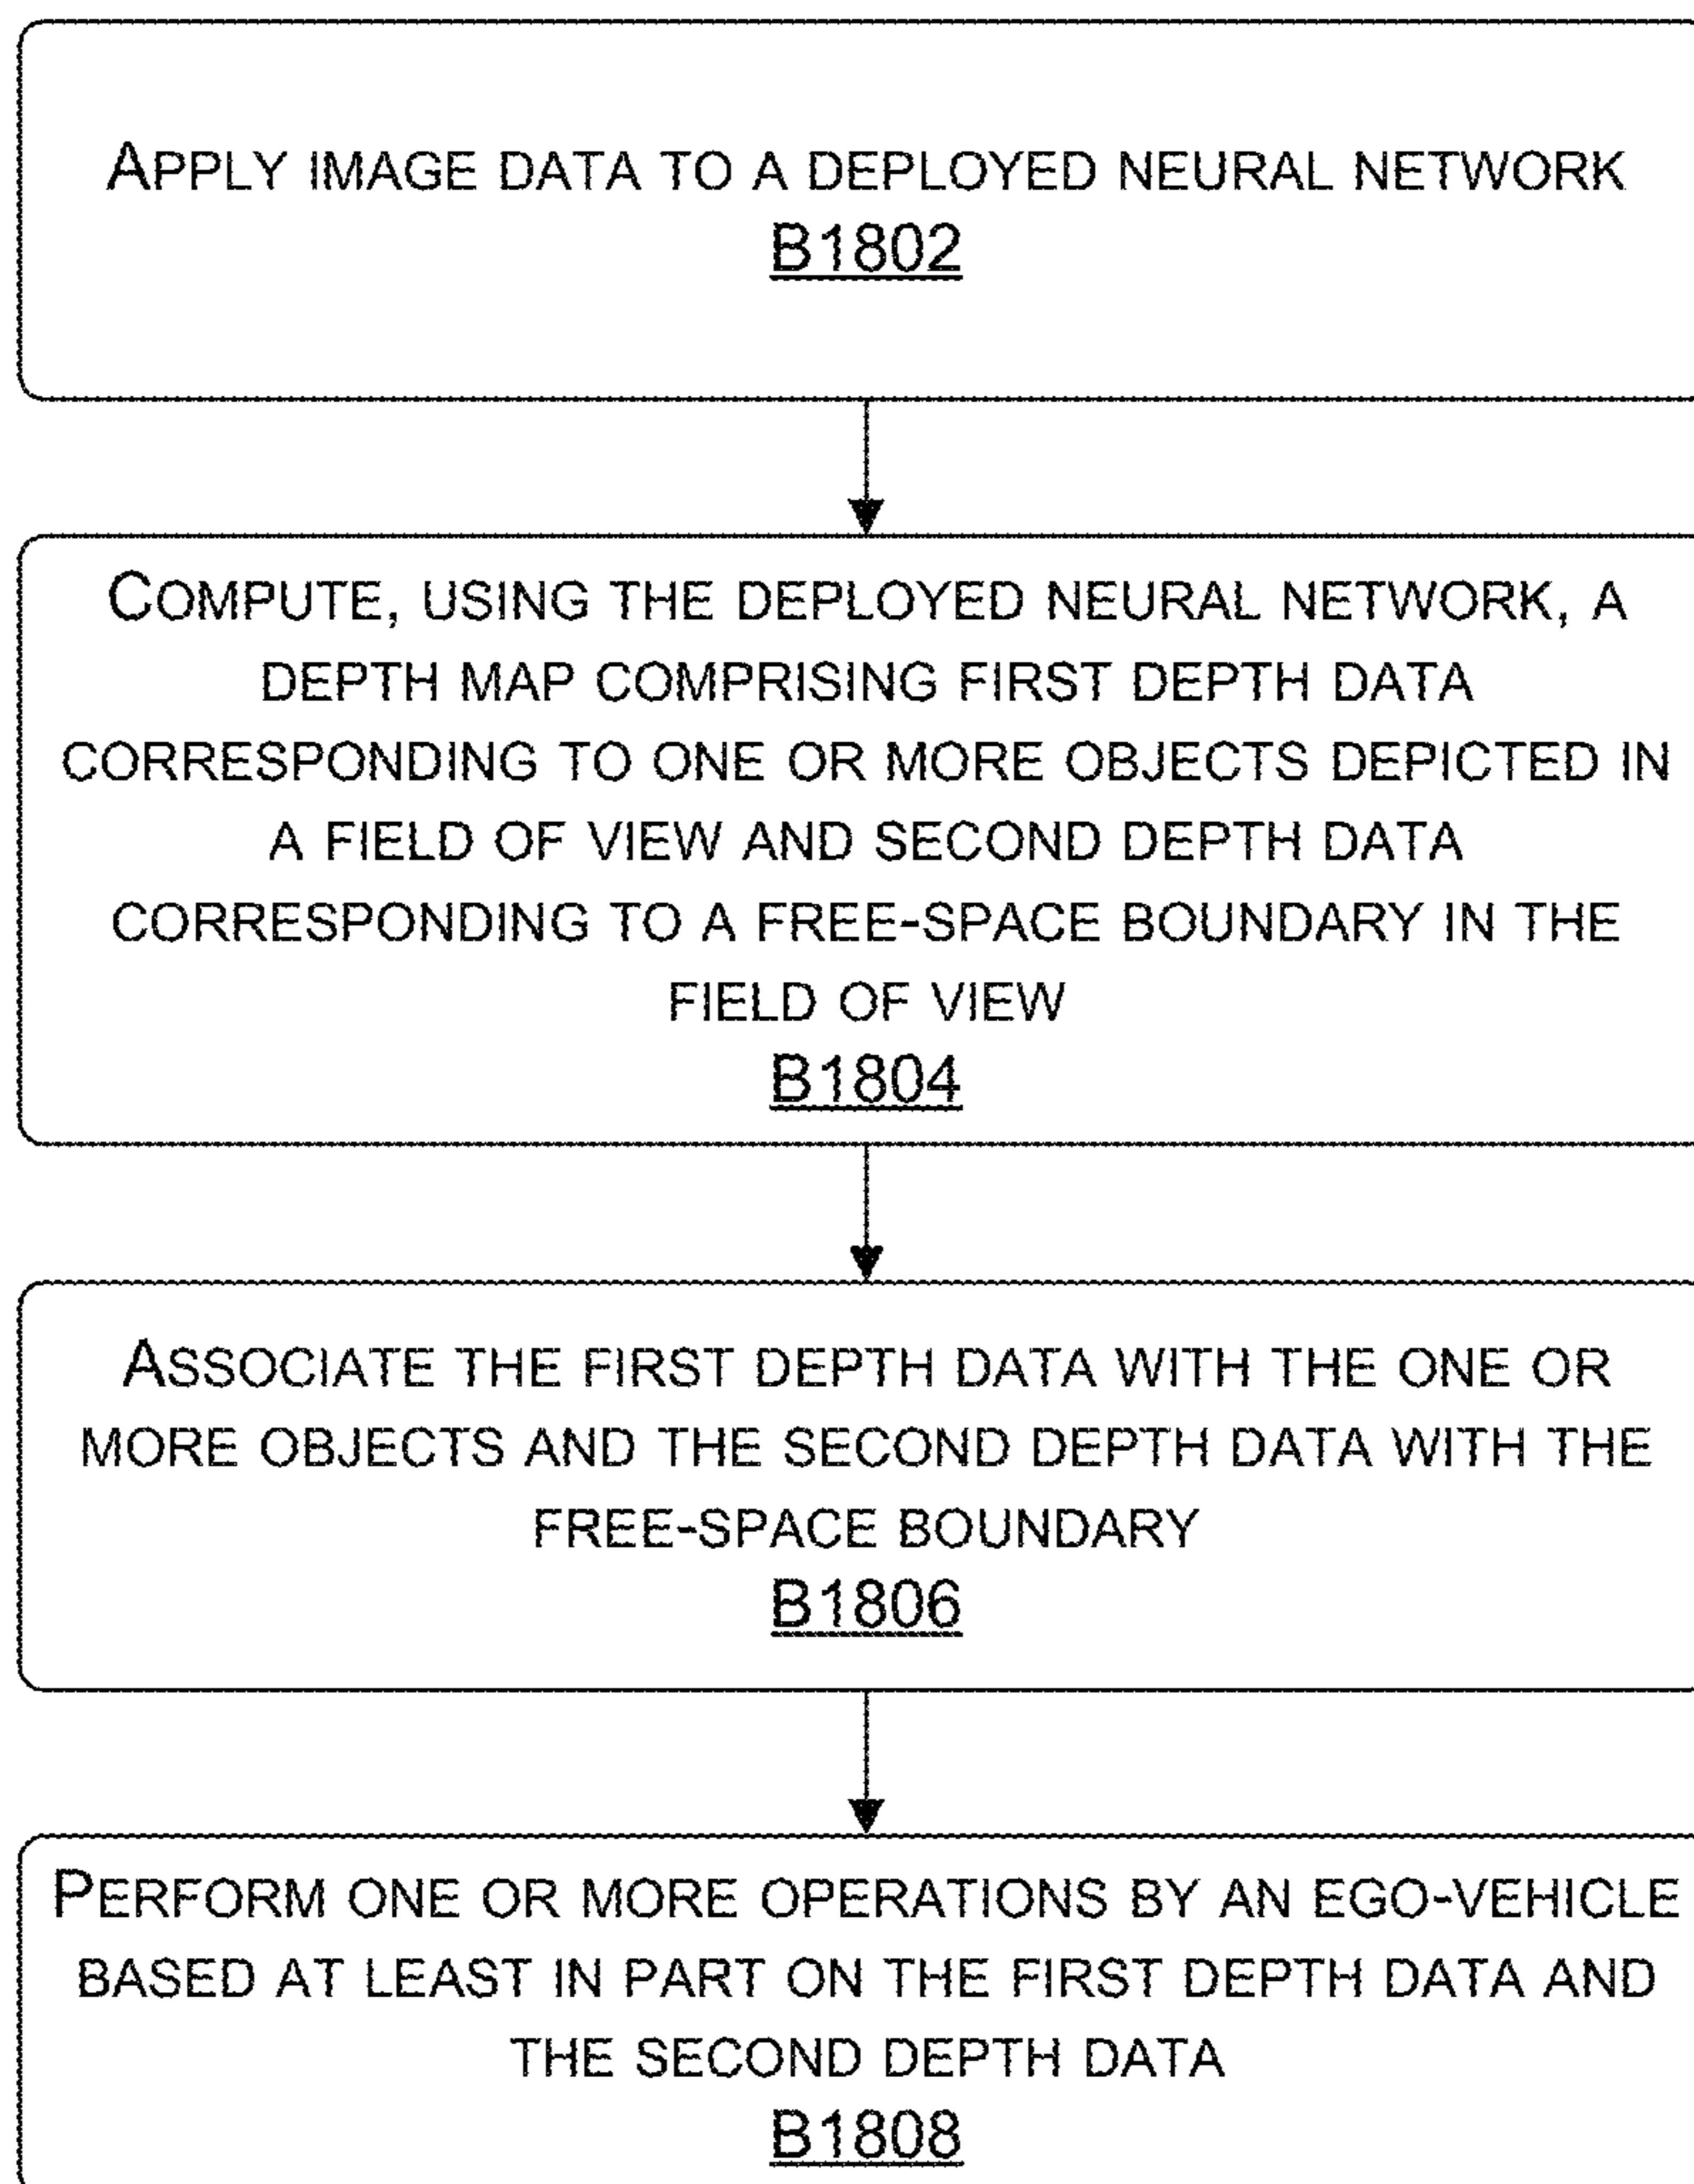 APPLY IMAGE DATA TO A DEPLOYED NEURAL NETWORK
B1802
COMPUTE, USING THE DEPLOYED NEURAL NETWORK, A
DEPTH MAP COMPRISING FIRST DEPTH DATA
CORRESPONDING TO ONE OR MORE OBJECTS DEPICTED IN
A FIELD OF VIEW AND SECOND DEPTH DATA
CORRESPONDING TO A FREE-SPACE BOUNDARY IN THE
FIELD OF VIEW
B1804
ASSOCIATE THE FIRST DEPTH DATA WITH THE ONE OR
MORE OBJECTS AND THE SECOND DEPTH DATA WITH THE
FREE-SPACE BOUNDARY
B1806
PERFORM ONE OR MORE OPERATIONS BY AN EGO-VEHICLE
BASED AT LEAST IN PART ON THE FIRST DEPTH DATA AND
THE SECOND DEPTH DATA
B1808